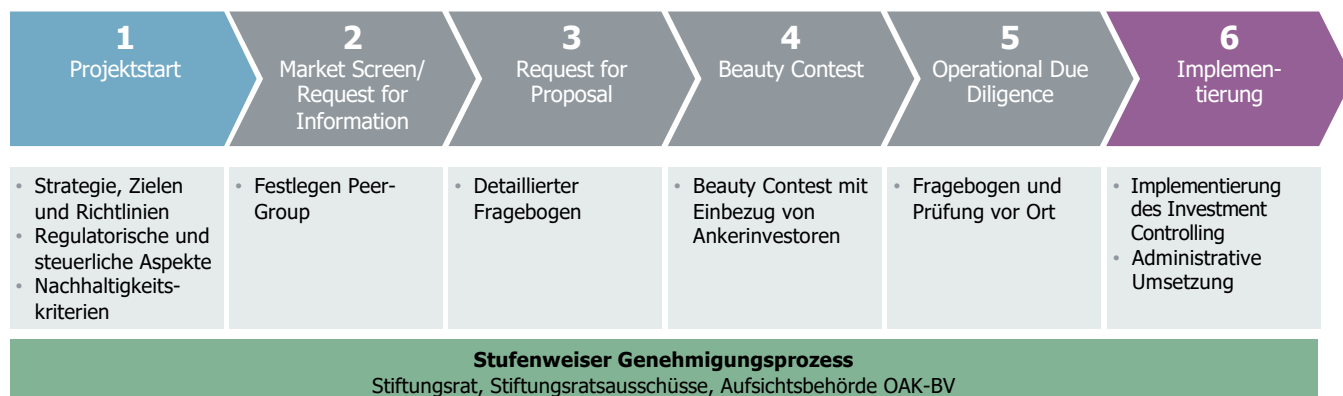 1
Projektstart
2
Market Screen/
Request for
Information
3
Request for
Proposal
4
Beauty Contest
5
Operational Due
Diligence
6
Implemen-
tierung
• Strategie, Zielen
und Richtlinien
• Regulatorische und
steuerliche Aspekte
• Nachhaltigkeits-
kriterien
• Festlegen Peer-
Group
• Detaillierter
Fragebogen
• Beauty Contest mit
Einbezug von
Ankerinvestoren
• Fragebogen und
Prüfung vor Ort
• Implementierung
des Investment
Controlling
• Administrative
Umsetzung
Stufenweiser Genehmigungsprozess
Stiftungsrat, Stiftungsratsausschüsse, Aufsichtsbehörde OAK-BV